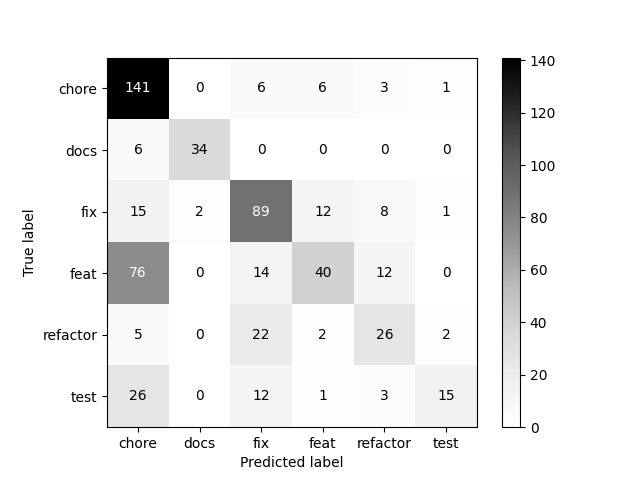 chore 141 0 6 6 3 1
docs 6 34 0 0 0 0
fix 15 2 89 12 8 1
feat 76 0 14 40 12 0
refactor 5 0 22 2 26 2
test 26 0 12 1 3 15
chore docs fix feat refactor test
Predicted label
True label
140
120
100
80
60
40
20
0